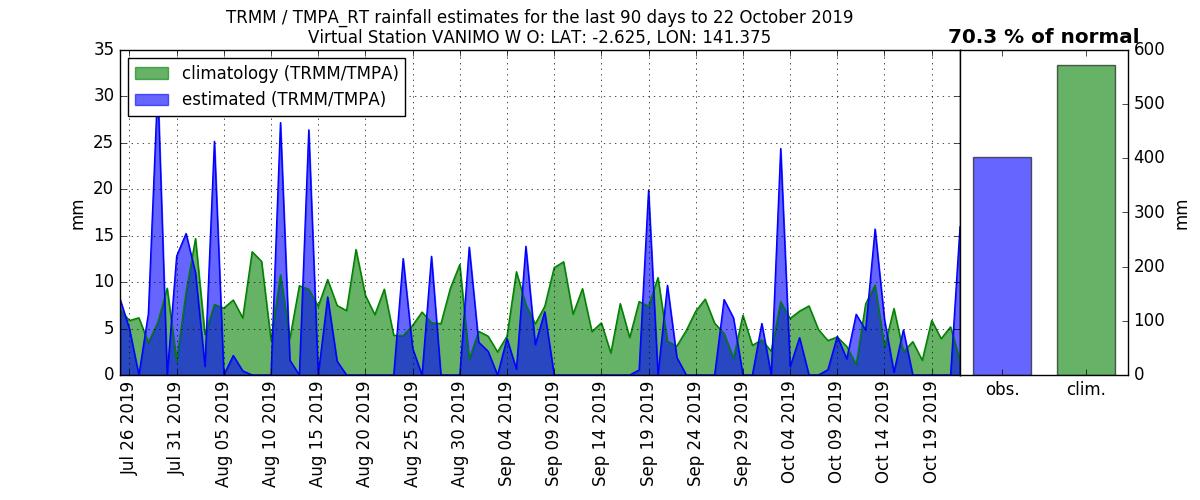 TRMM / TMPA_RT rainfall estimates for the last 90 days to 22 October 2019
Virtual Station VANIMO W O: LAT: -2.625, LON: 141.375
70.3 % of normal
climatology (TRMM/TMPA)
estimated (TRMM/TMPA)
35
30
25
20
15
10
5
0
mm
Jul 26 2019
Jul 31 2019
Aug 05 2019
Aug 10 2019
Aug 15 2019
Aug 20 2019
Aug 25 2019
Aug 30 2019
Sep 04 2019
Sep 09 2019
Sep 14 2019
Sep 19 2019
Sep 24 2019
Sep 29 2019
Oct 04 2019
Oct 09 2019
Oct 14 2019
Oct 19 2019
obs.
clim.
600
500
400
300
200
100
0
mm